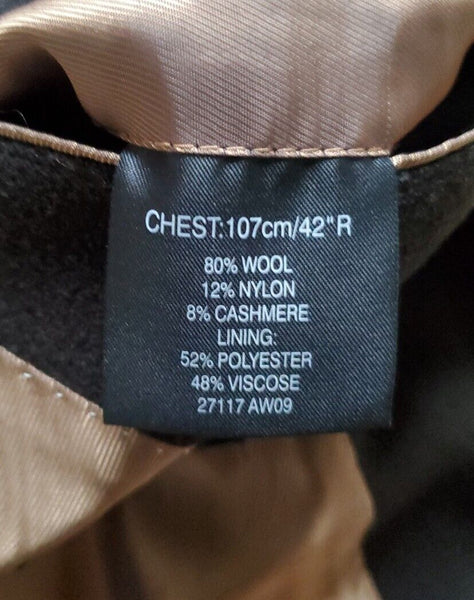 CHEST:107cm/42"R
80% WOOL
12% NYLON
8% CASHMERE
LINING:
52% POLYESTER
48% VISCOSE
27117 AW09